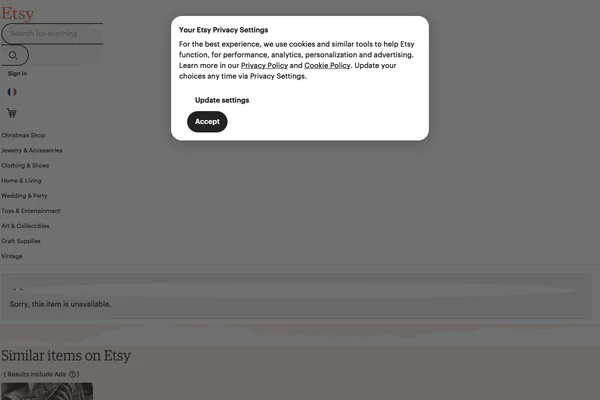 Etsy
Search for anything
Sign in
Christmas Shop
Jewelry & Accessories
Clothing & Shoes
Home & Living
Wedding & Party
Toys & Entertainment
Art & Collectibles
Craft Supplies
Vintage
Your Etsy Privacy Settings
For the best experience, we use cookies and similar tools to help Etsy
function, for performance, analytics, personalization and advertising.
Learn more in our Privacy Policy and Cookie Policy. Update your
choices any time via Privacy Settings.
Update settings
Accept
Sorry, this item is unavailable.
Similar items on Etsy
( Results include Ads ? )